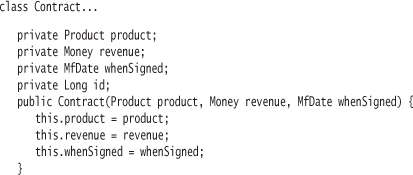 class Contract...
private Product product;
private Money revenue;
private MfDate whenSigned;
private Long id;
public Contract(Product product, Money revenue, MfDate whenSigned) {
this.product = product;
this.revenue = revenue;
this.whenSigned = whenSigned;
}